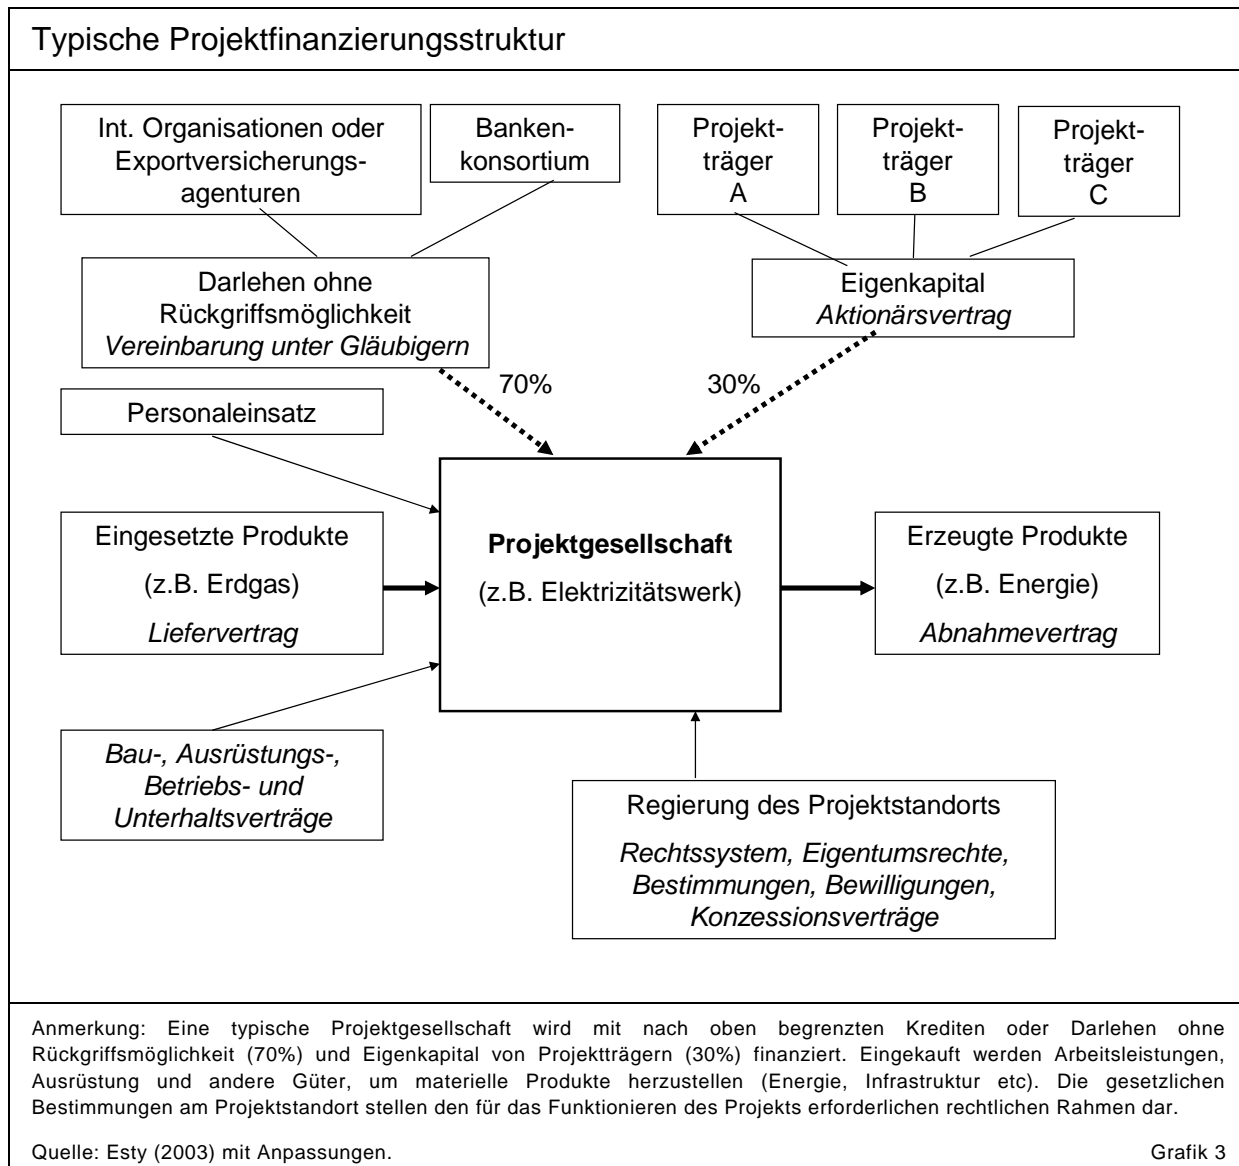 Typische Projektfinanzierungsstruktur
Int. Organisationen oder
Exportversicherungs-
agenturen
Banken-
konsortium
Projekt-
träger
A
Projekt-
träger
B
Projekt-
träger
C
Darlehen ohne
Rückgriffsmöglichkeit
Vereinbarung unter Gläubigern
Eigenkapital
Aktionärsvertrag
70%
30%
Personaleinsatz
Eingesetzte Produkte
(z.B. Erdgas)
Liefervertrag
Projektgesellschaft
(z.B. Elektrizitätswerk)
Erzeugte Produkte
(z.B. Energie)
Abnahmevertrag
Bau-, Ausrüstungs-,
Betriebs- und
Unterhaltsverträge
Regierung des Projektstandorts
Rechtssystem, Eigentumsrechte,
Bestimmungen, Bewilligungen,
Konzessionsverträge
Anmerkung: Eine typische Projektgesellschaft wird mit nach oben begrenzten Krediten oder Darlehen ohne
Rückgriffsmöglichkeit (70%) und Eigenkapital von Projektträgern (30%) finanziert. Eingekauft werden Arbeitsleistungen,
Ausrüstung und andere Güter, um materielle Produkte herzustellen (Energie, Infrastruktur etc). Die gesetzlichen
Bestimmungen am Projektstandort stellen den für das Funktionieren des Projekts erforderlichen rechtlichen Rahmen dar.
Quelle: Esty (2003) mit Anpassungen.
Grafik 3